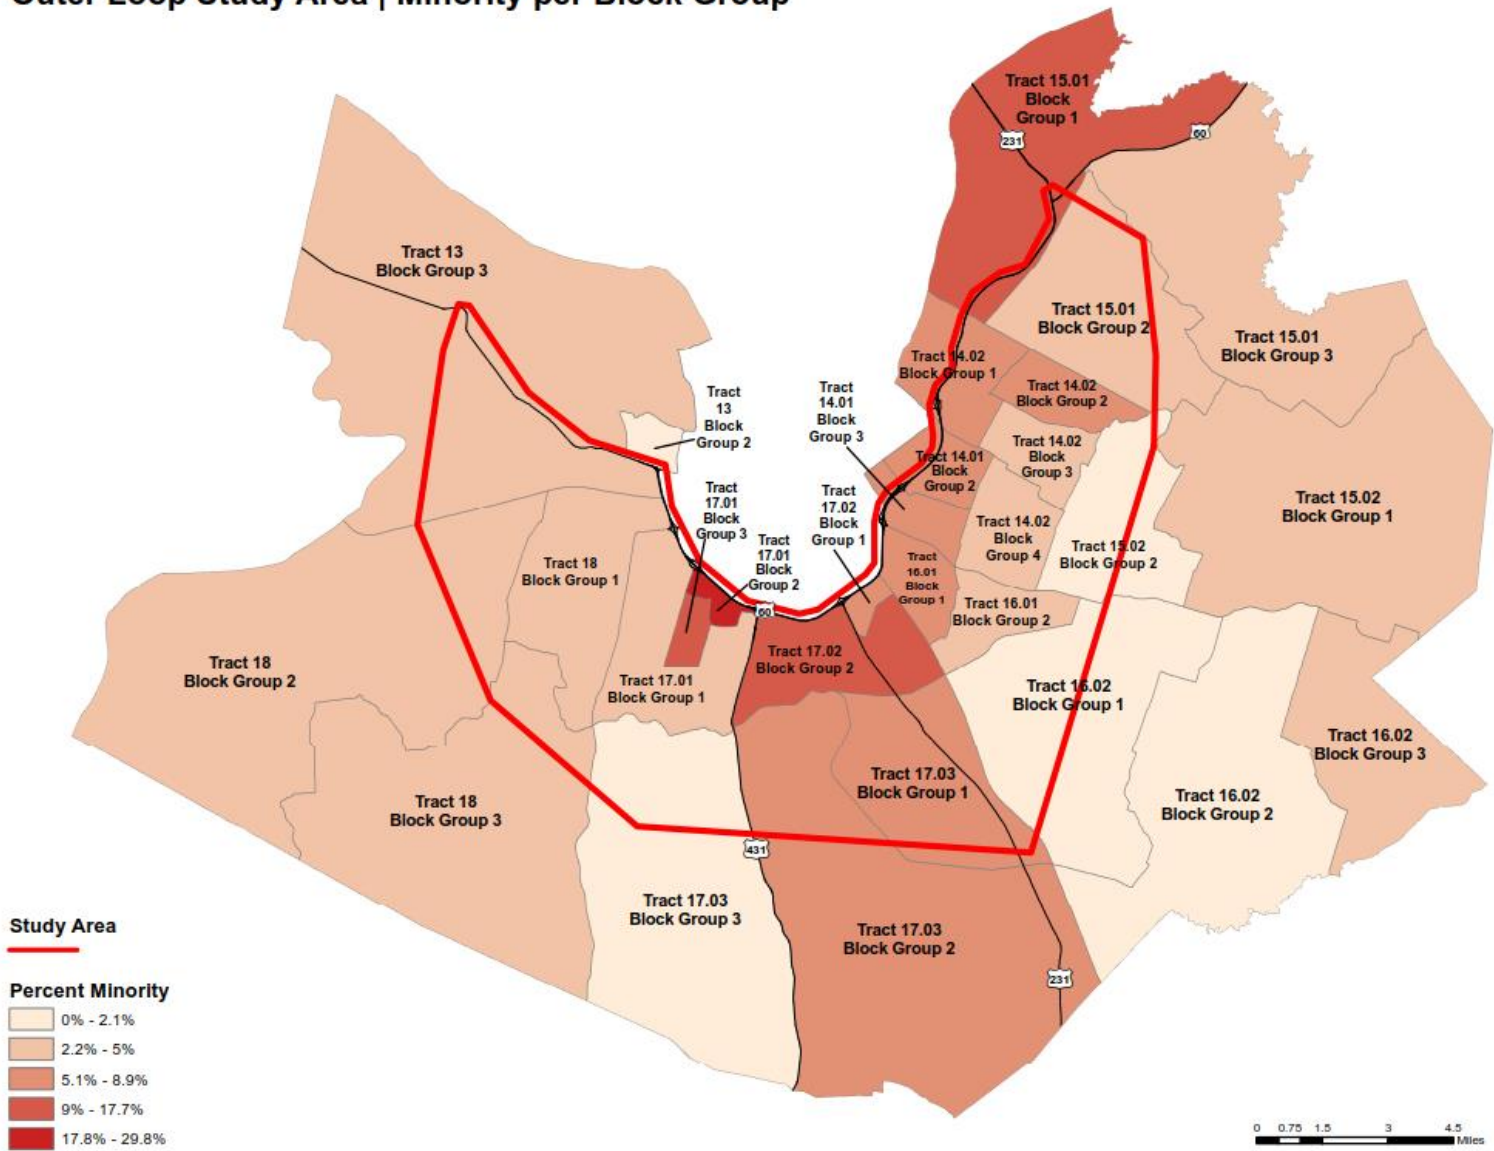 Outer Loop Study Area | Minority per Block Group
Tract 15.01
Block
Group 1
231
60
Tract 13
Block Group 3
Tract 15.01
Block Group 2
Tract 15.01
Block Group 3
Tract 14.02
Block Group 1
Tract 14.02
Block Group 2
Tract
13
Block
Group 2
Tract
14.01
Block
Group 3
Tract 14.02
Block
Group 3
Tract 14.01
Block
Group 2
Tract
17.01
Block
Group 3
Tract
17.02
Block
Group 1
Tract 15.02
Block Group 1
Tract 14.02
Block
Group 4
Tract 15.02
Block Group 2
Tract
17.01
Block
Group 2
Tract 18
Block Group 1
Tract
16.01
Block
Group 1
Tract 16.01
Block Group 2
60
Tract 17.02
Block Group 2
Tract 18
Block Group 2
Tract 17.01
Block Group 1
Tract 16.02
Block Group 1
Tract 16.02
Block Group 3
Tract 17.03
Block Group 1
Tract 18
Block Group 3
Tract 16.02
Block Group 2
431
Tract 17.03
Block Group 3
Tract 17.03
Block Group 2
231
Study Area
Percent Minority
0% - 2.1%
2.2% - 5%
5.1% - 8.9%
9% - 17.7%
17.8% - 29.8%
0 0.75 1.5 3 4.5
Miles